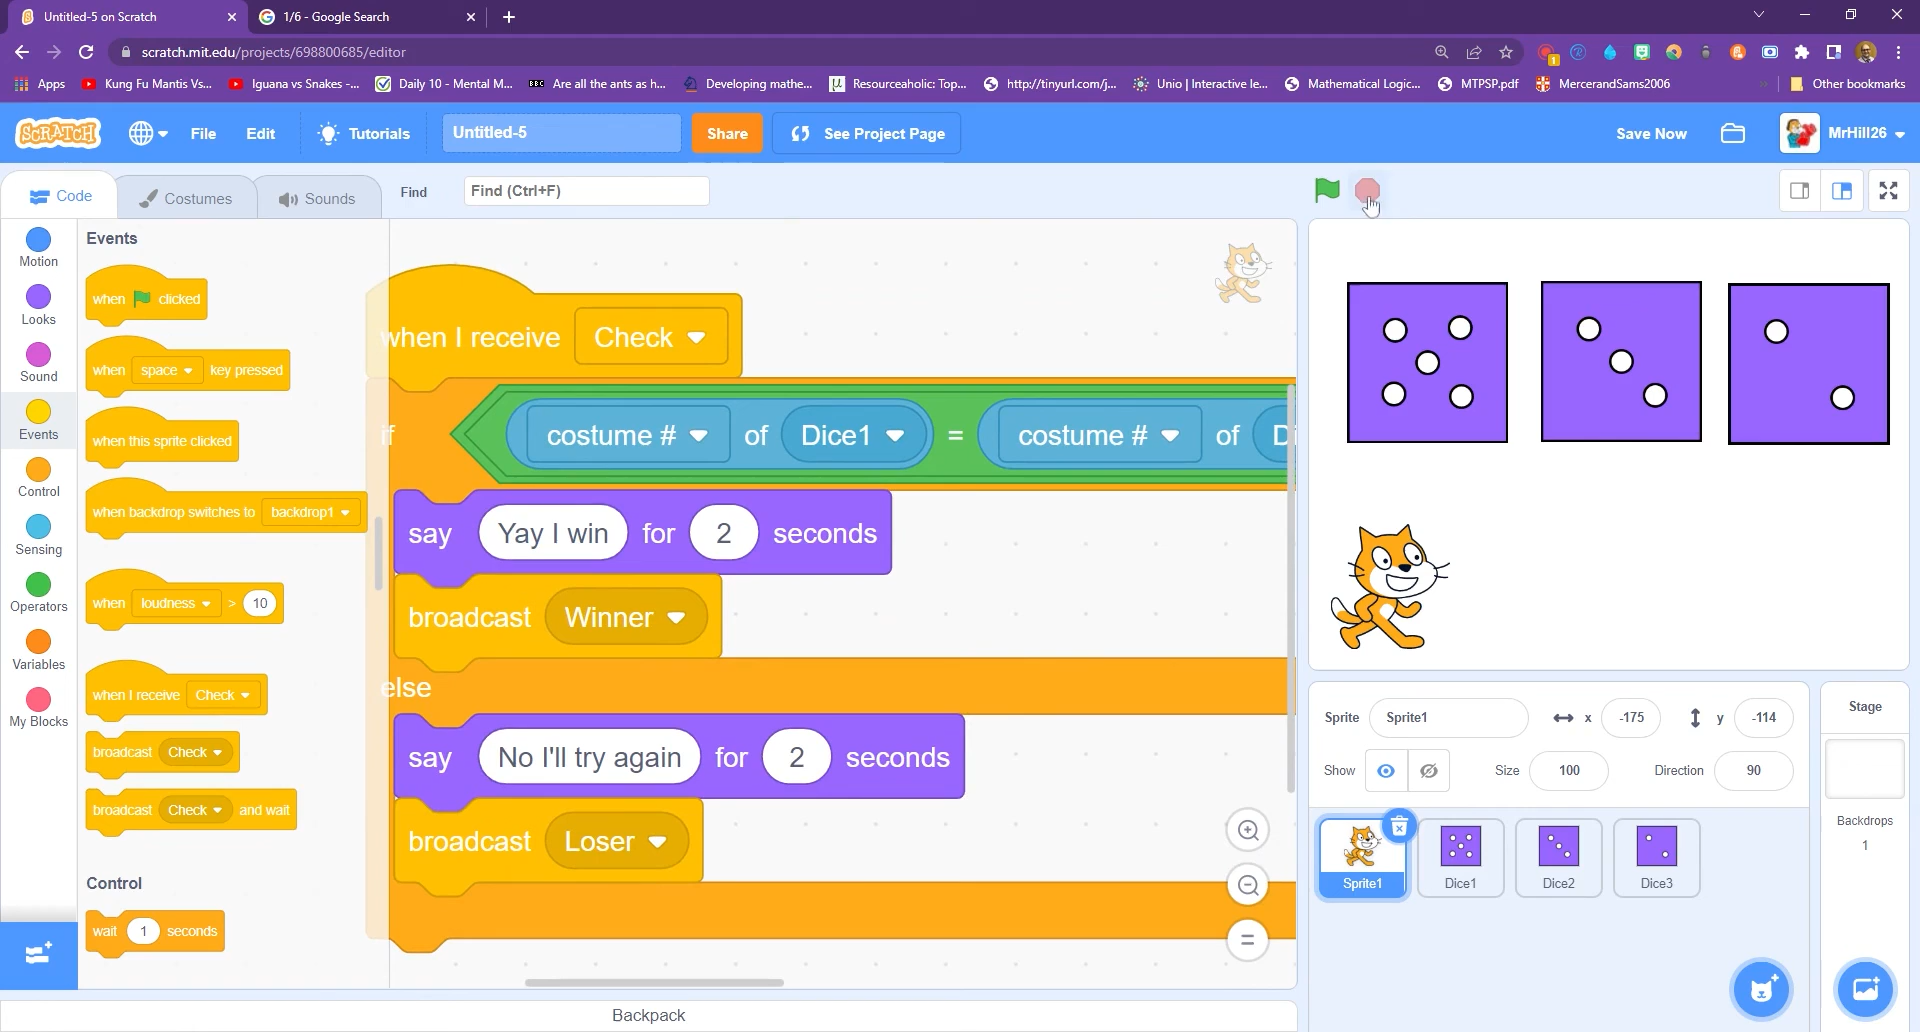 Untitled-5 on Scratch
1/6 - Google Search
scratch.mit.edu/projects/698800685/editor
1
Apps
Kung Fu Mantis Vs...
Iguana vs Snakes -...
Daily 10 - Mental M...
BBC
Are all the ants as h...
Developing mathe...
Resourceaholic: Top...
http://tinyurl.com/j...
Unio | Interactive le...
Mathematical Logic...
MTPSP.pdf
MercerandSams2006
Other bookmarks
SCRATCH
File
Edit
Tutorials
Untitled-5
Share
See Project Page
Save Now
MrHill26
Code
Costumes
Sounds
Find
Find (Ctrl+F)
Motion
Looks
Sound
Events
Control
Sensing
Operators
Variables
My Blocks
Events
when clicked
when space key pressed
when this sprite clicked
when backdrop switches to backdrop1
when loudness > 10
when I receive Check
broadcast Check
broadcast Check and wait
Control
wait 1 seconds
when I receive Check
if costume # of Dice1 = costume # of
say Yay I win for 2 seconds
broadcast Winner
else
say No I'll try again for 2 seconds
broadcast Loser
Backpack
Sprite Sprite1 x -175 y -114
Show Size 100 Direction 90
Sprite1
Dice1
Dice2
Dice3
Stage
Backdrops
1